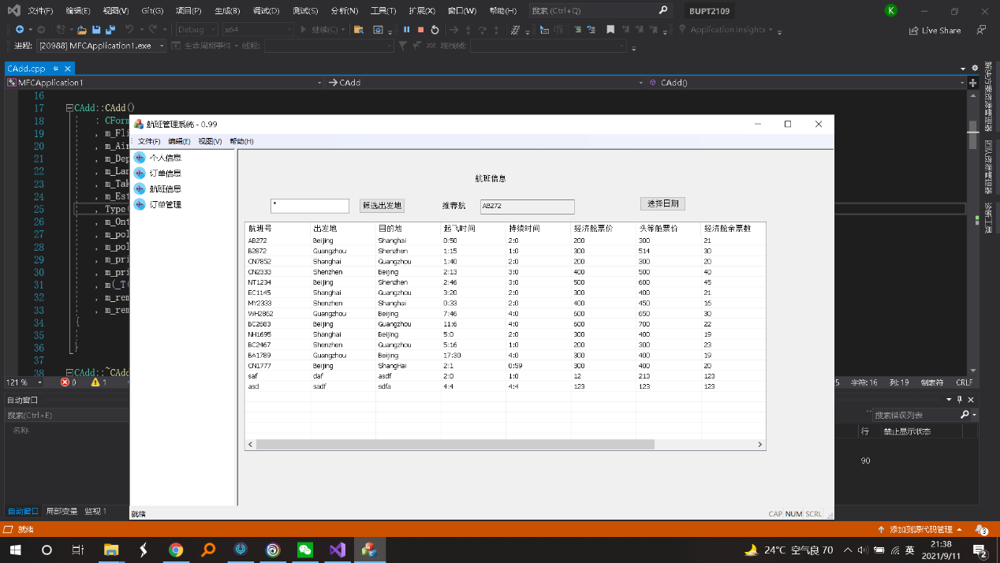 文件(F) 编辑(E) 视图(V) Git(G) 项目(P) 生成(B) 调试(D) 测试(S) 分析(N) 工具(T) 扩展(X) 窗口(W) 帮助(H) 搜索 (Ctrl+Q) BUPT2109 K
Debug x64 继续(C) Application Insights Live Share
进程: [20988] MFCApplication1.exe 生命周期事件 线程: 堆栈帧:
CAdd.cpp
MFCApplication1 CAdd CAdd()
16
17 CAdd::CAdd()
18 : CForm
19 , m_Fli
20 , m_Air
21 , m_Dep
22 , m_Lan
23 , m_Tak
24 , m_Est
25 , Type(
26 , m_Ont
27 , m_pol
28 , m_pol
29 , m_pri
30 , m_pri
31 , m(_T(
32 , m_rem
33 , m_rem
34 {
35
36 }
37
38 CAdd::~CAdd
121 % 0 1 字符: 16 列: 19 制表符 CRLF
自动窗口
搜索(Ctrl+E)
名称
自动窗口 局部变量 监视 1
搜索错误列表
行 禁止显示状态
90
航班管理系统 - 0.99
文件(F) 编辑(E) 视图(V) 帮助(H)
个人信息
订单信息
航班信息
订单管理
航班信息
* 筛选出发地 推荐航 AB272 选择日期
航班号 出发地 目的地 起飞时间 持续时间 经济舱票价 头等舱票价 经济舱余票数
AB272 Beijing Shanghai 0:50 2:0 200 300 21
B2872 Guangzhou Shenzhen 1:15 1:0 300 514 30
CN7852 Shanghai Guangzhou 1:40 2:0 200 300 20
CN2333 Shenzhen Beijing 2:13 3:0 400 500 40
NT1234 Beijing Shenzhen 2:46 3:0 500 600 45
EC1145 Shanghai Guangzhou 3:20 2:0 300 400 21
MY2333 Shenzhen Shanghai 0:33 2:0 400 450 16
WH2862 Guangzhou Beijing 7:46 4:0 600 650 30
BC2683 Beijing Guangzhou 11:6 4:0 600 700 22
NH1695 Shanghai Beijing 5:0 2:0 300 400 19
BC2467 Shenzhen Guangzhou 5:16 1:0 200 300 23
BA1789 Guangzhou Beijing 17:30 4:0 300 400 19
CN1777 Beijing ShangHai 2:1 0:59 300 400 20
saf daf asdf 2:0 1:0 12 213 123
asd sadf sdfa 4:4 4:4 123 123 123
就绪 CAP NUM SCRL
就绪 添加到源代码管理 3
24°C 空气良 70 英 21:38
2021/9/11 2